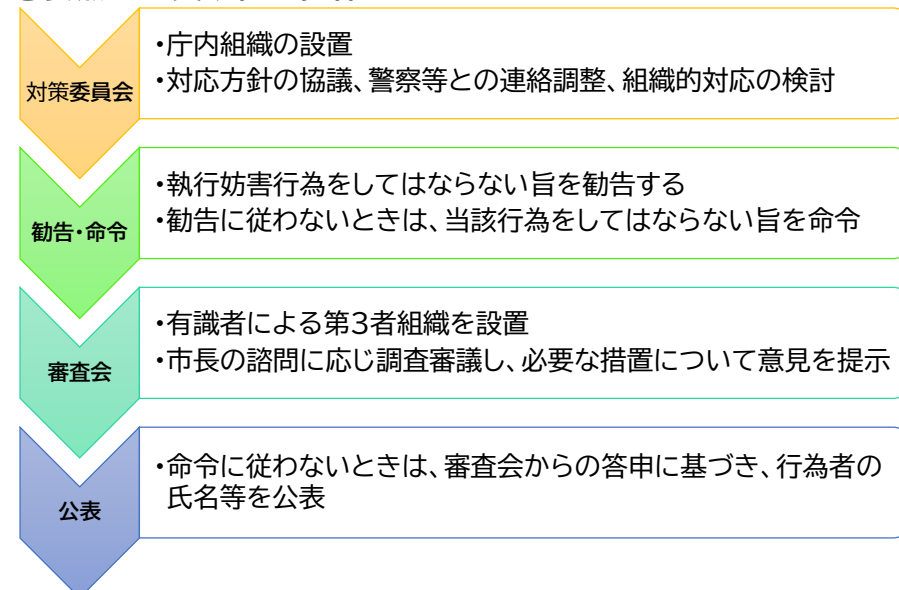 対策委員会
・庁内組織の設置
・対応方針の協議、警察等との連絡調整、組織的対応の検討
勧告・命令
・執行妨害行為をしてはならない旨を勧告する
・勧告に従わないときは、当該行為をしてはならない旨を命令
審査会
・有識者による第3者組織を設置
・市長の諮問に応じ調査審議し、必要な措置について意見を提示
公表
・命令に従わないときは、審査会からの答申に基づき、行為者の
氏名等を公表